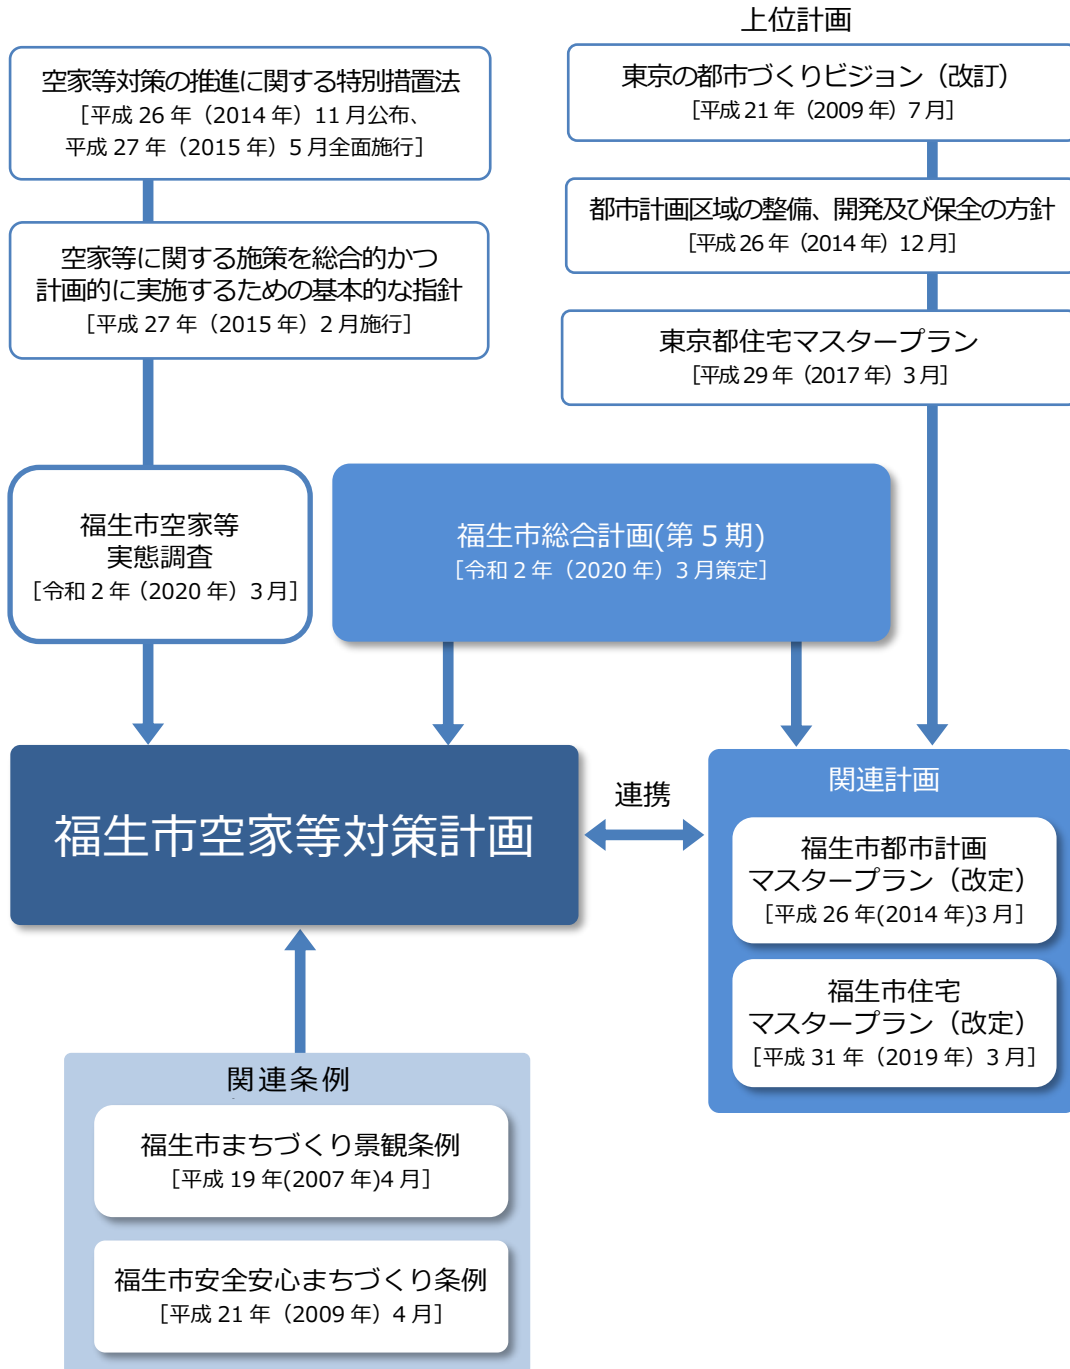 上位計画
空家等対策の推進に関する特別措置法
［平成 26 年（2014 年）11 月公布、
平成 27 年（2015 年）5 月全面施行］
東京の都市づくりビジョン（改訂）
［平成 21 年（2009 年）7 月］
空家等に関する施策を総合的かつ
計画的に実施するための基本的な指針
［平成 27 年（2015 年）2 月施行］
都市計画区域の整備、開発及び保全の方針
［平成 26 年（2014 年）12 月］
東京都住宅マスタープラン
［平成 29 年（2017 年）3 月］
福生市空家等
実態調査
［令和 2 年（2020 年）3 月］
福生市総合計画(第 5 期)
［令和 2 年（2020 年）3 月策定］
福生市空家等対策計画
連携
関連計画
福生市都市計画
マスタープラン（改定）
［平成 26 年(2014 年)3 月］
福生市住宅
マスタープラン（改定）
［平成 31 年（2019 年）3 月］
関連条例
福生市まちづくり景観条例
［平成 19 年(2007 年)4 月］
福生市安全安心まちづくり条例
［平成 21 年（2009 年）4 月］